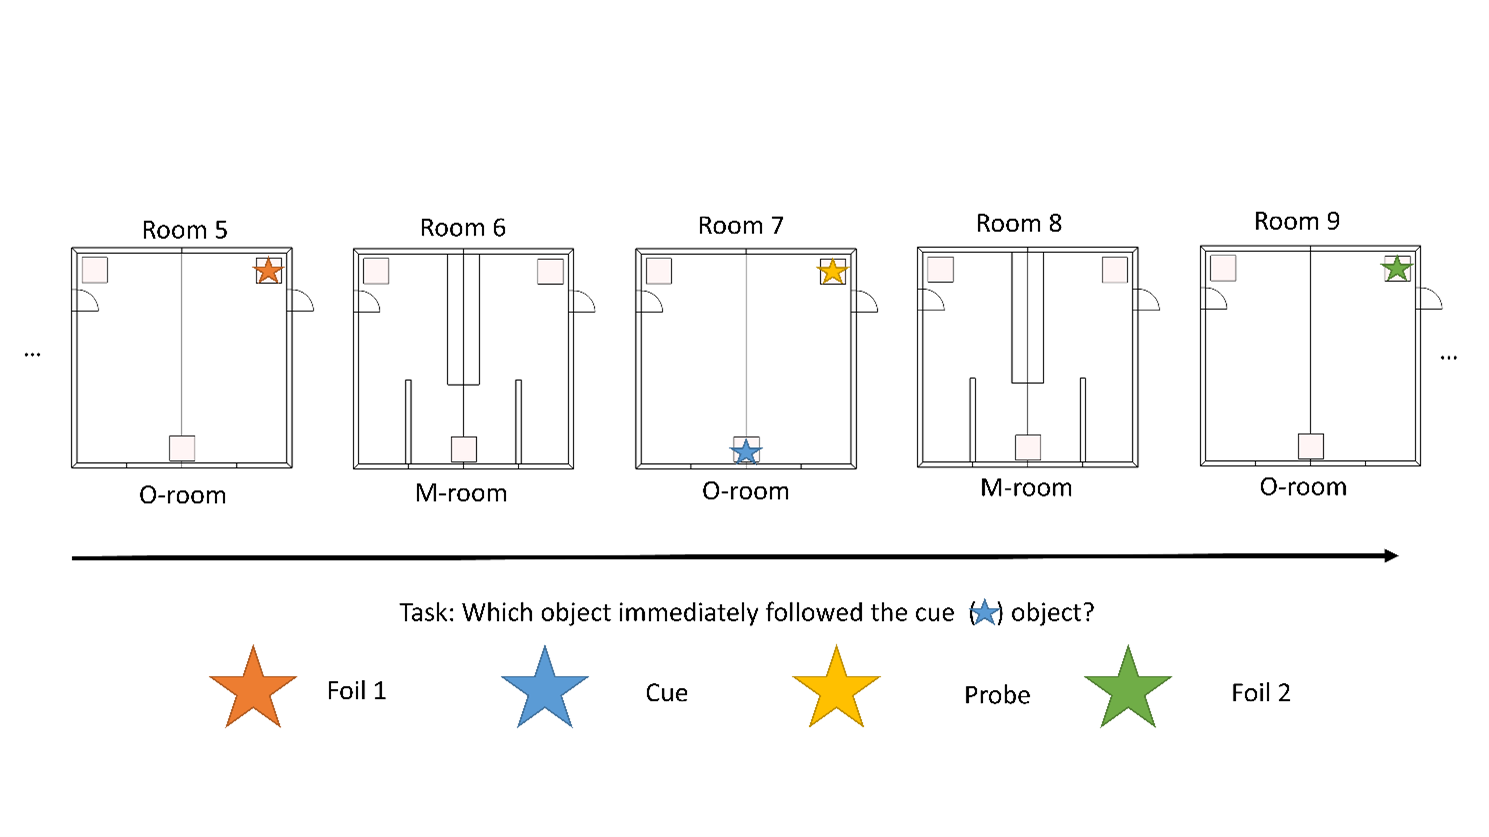 Room 5
Room 6
Room 7
Room 8
Room 9
...
...
O-room
M-room
O-room
M-room
O-room
Task: Which object immediately followed the cue ( ) object?
Foil 1
Cue
Probe
Foil 2